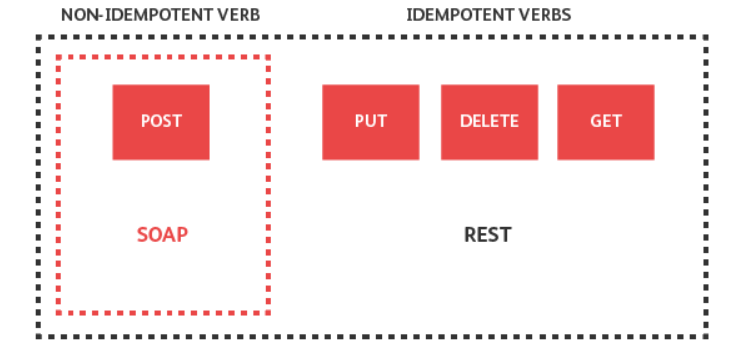 NON-IDEMPOTENT VERB
IDEMPOTENT VERBS
POST
PUT
DELETE
GET
SOAP
REST